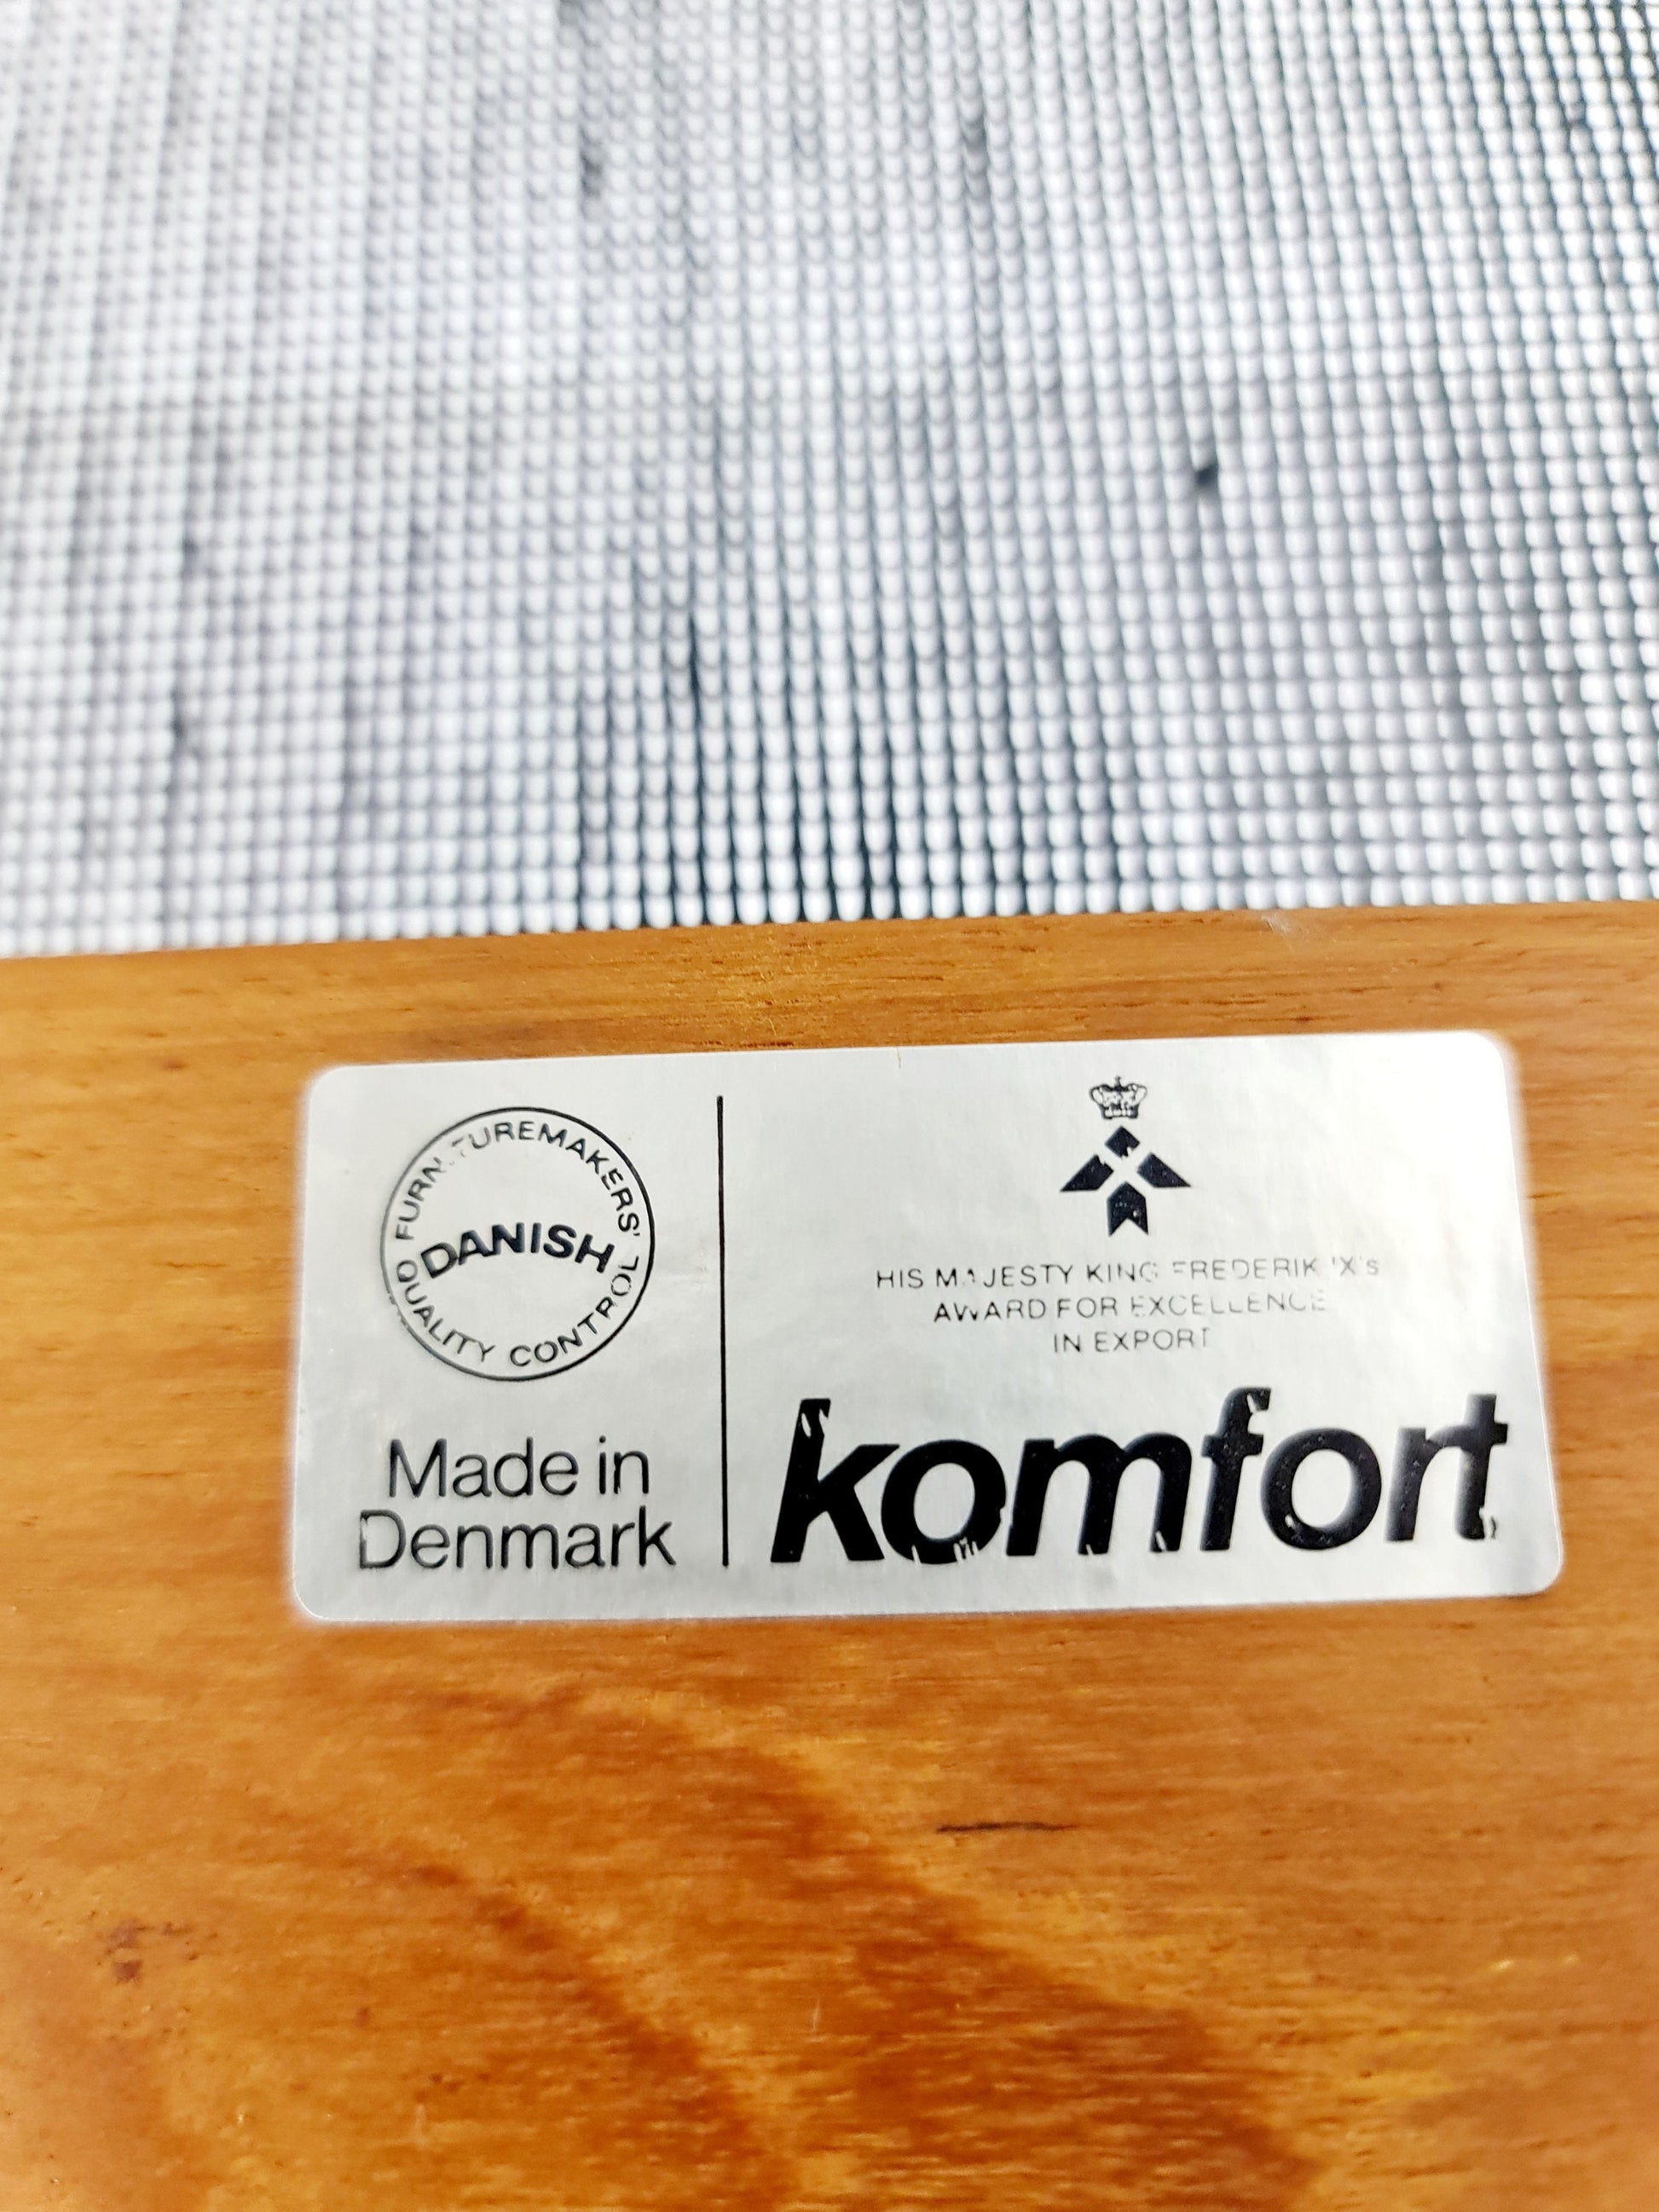 FURNITUREMAKERS'
DANISH
QUALITY CONTROL
Made in
Denmark
HIS MAJESTY KING FREDERIK IX's
AWARD FOR EXCELLENCE
IN EXPORT
komfort